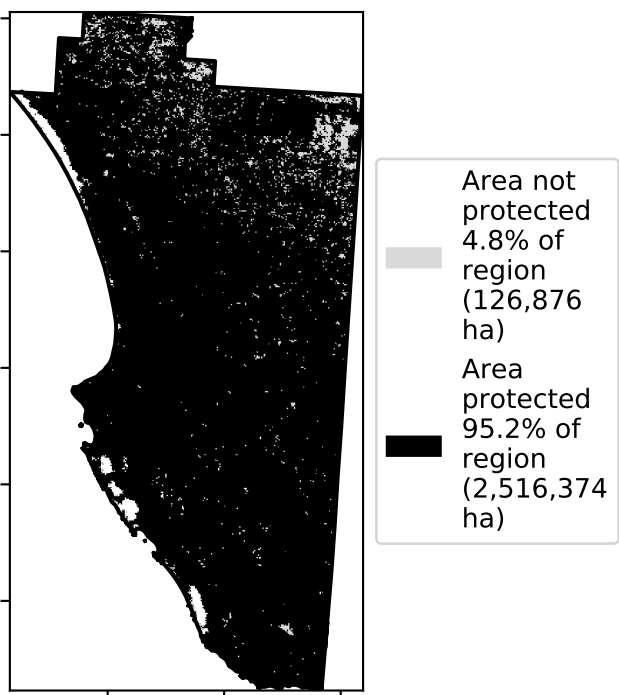 Area not
protected
4.8% of
region
(126,876
ha)
Area
protected
95.2% of
region
(2,516,374
ha)